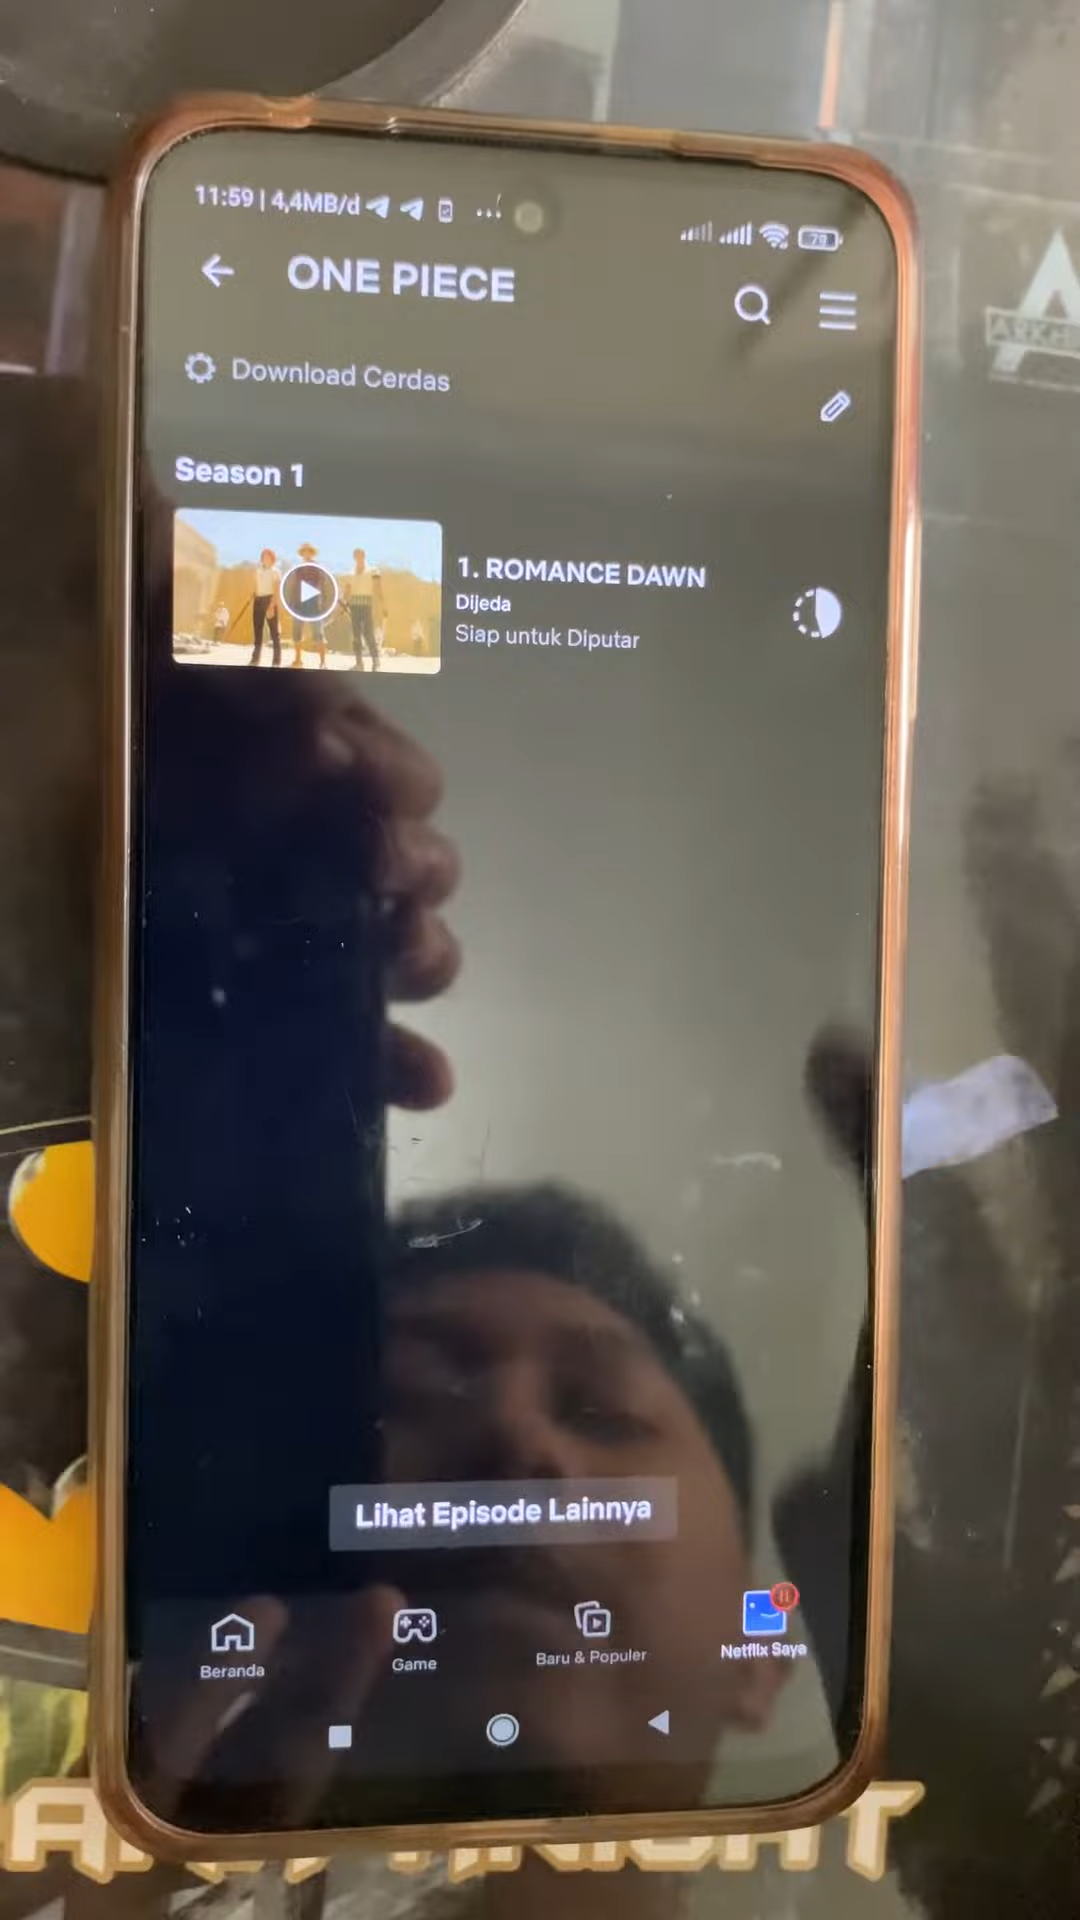 11:59 | 4,4MB/d
79
ONE PIECE
Download Cerdas
Season 1
1. ROMANCE DAWN
Dijeda
Siap untuk Diputar
Lihat Episode Lainnya
Beranda
Game
Baru & Populer
Netflix Saya